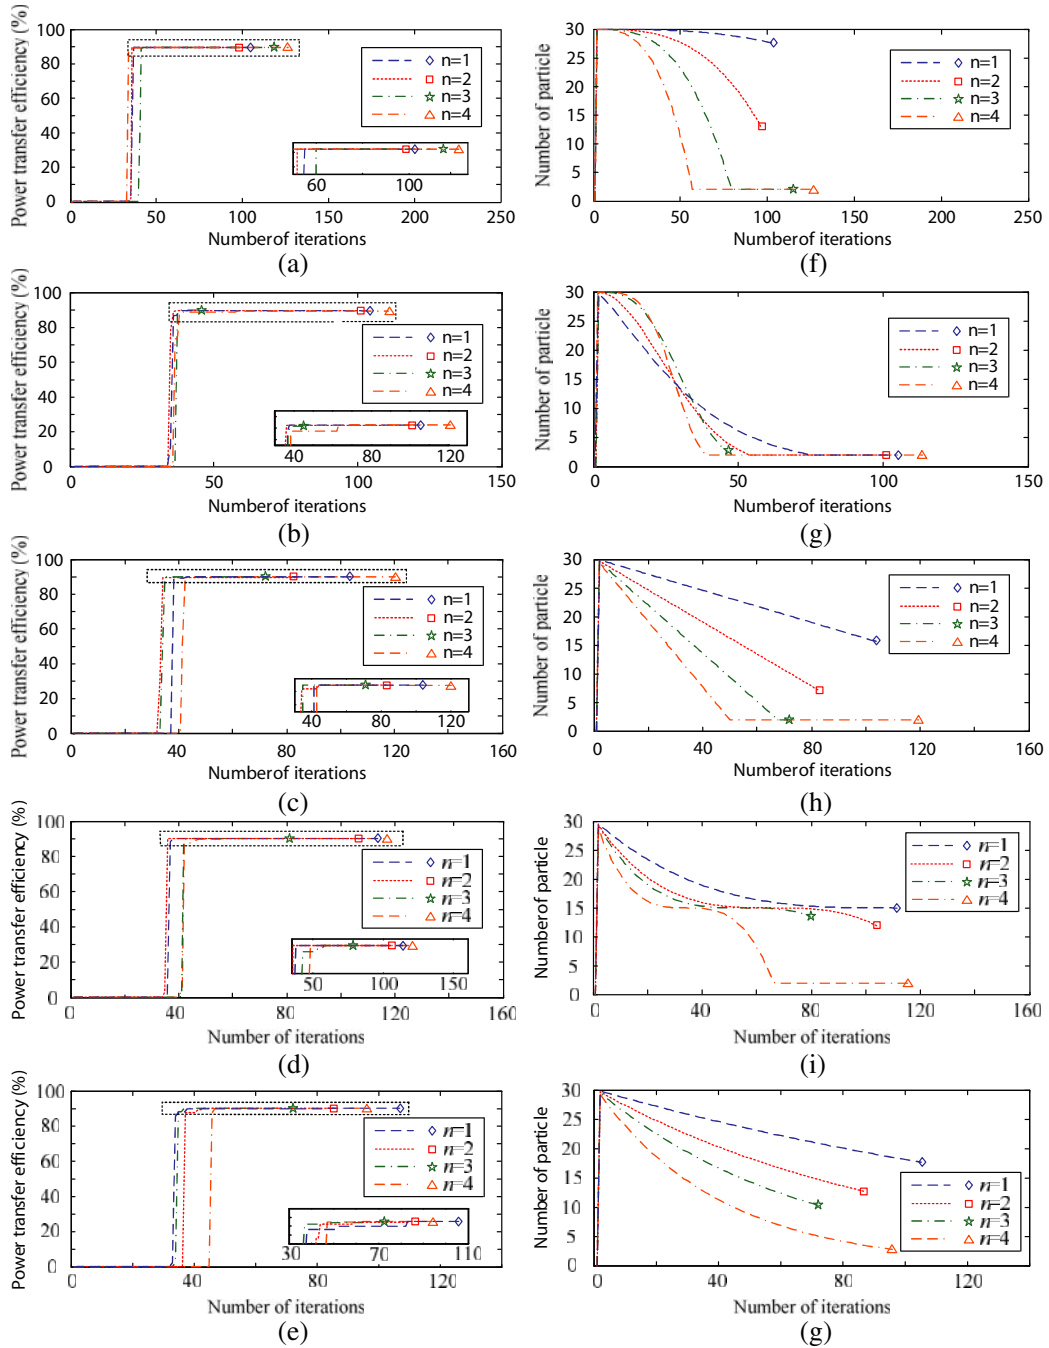 Power transfer efficiency (%)
100
80
60
40
20
0
n=1
n=2
n=3
n=4
60 100
0 50 100 150 200 250
Numberof iterations
(a)
Number of particle
30
25
20
15
10
5
0
n=1
n=2
n=3
n=4
0 50 100 150 200 250
Numberof iterations
(f)
Power transfer efficiency (%)
100
80
60
40
20
0
n=1
n=2
n=3
n=4
40 80 120
0 50 100 150
Numberof iterations
(b)
Number of particle
30
25
20
15
10
5
0
n=1
n=2
n=3
n=4
0 50 100 150
Numberof iterations
(g)
Power transfer efficiency (%)
100
80
60
40
20
0
n=1
n=2
n=3
n=4
40 80 120
0 40 80 120 160
Numberof iterations
(c)
Number of particle
30
25
20
15
10
5
0
n=1
n=2
n=3
n=4
0 40 80 120 160
Numberof iterations
(h)
Power transfer efficiency (%)
100
80
60
40
20
0
n=1
n=2
n=3
n=4
50 100 150
0 40 80 120 160
Number of iterations
(d)
Numberof particle
30
25
20
15
10
5
0
n=1
n=2
n=3
n=4
0 20 40 60 80 120 160
Number of iterations
(i)
Power transfer efficiency (%)
100
80
60
40
20
0
n=1
n=2
n=3
n=4
30 70 110
0 40 80 120
Number of iterations
(e)
Number of particle
30
25
20
15
10
5
0
n=1
n=2
n=3
n=4
0 20 40 80 120
Number of iterations
(g)